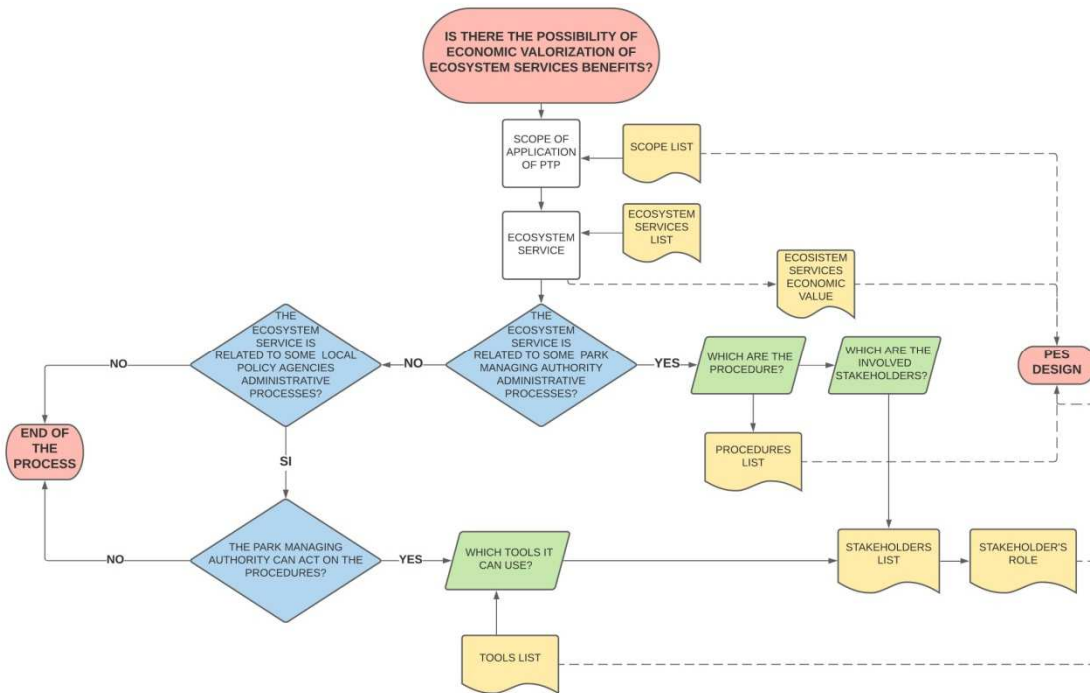 IS THERE THE POSSIBILITY OF
ECONOMIC VALORIZATION OF
ECOSYSTEM SERVICES BENEFITS?
SCOPE OF
APPLICATION
OF PTP
SCOPE LIST
ECOSYSTEM
SERVICE
ECOSYSTEM
SERVICES
LIST
ECOSISTEM
SERVICES
ECONOMIC
VALUE
THE
ECOSYSTEM
SERVICE IS
RELATED TO SOME LOCAL
POLICY AGENCIES
ADMINISTRATIVE
PROCESSES?
NO
NO
THE
ECOSYSTEM
SERVICE IS
RELATED TO SOME PARK
MANAGING AUTHORITY
ADMINISTRATIVE
PROCESSES?
YES
WHICH ARE THE
PROCEDURE?
WHICH ARE THE
INVOLVED
STAKEHOLDERS?
PES
DESIGN
END OF
THE
PROCESS
PROCEDURES
LIST
SI
NO
THE PARK MANAGING
AUTHORITY CAN ACT ON THE
PROCEDURES?
YES
WHICH TOOLS IT
CAN USE?
STAKEHOLDERS
LIST
STAKEHOLDER'S
ROLE
TOOLS LIST